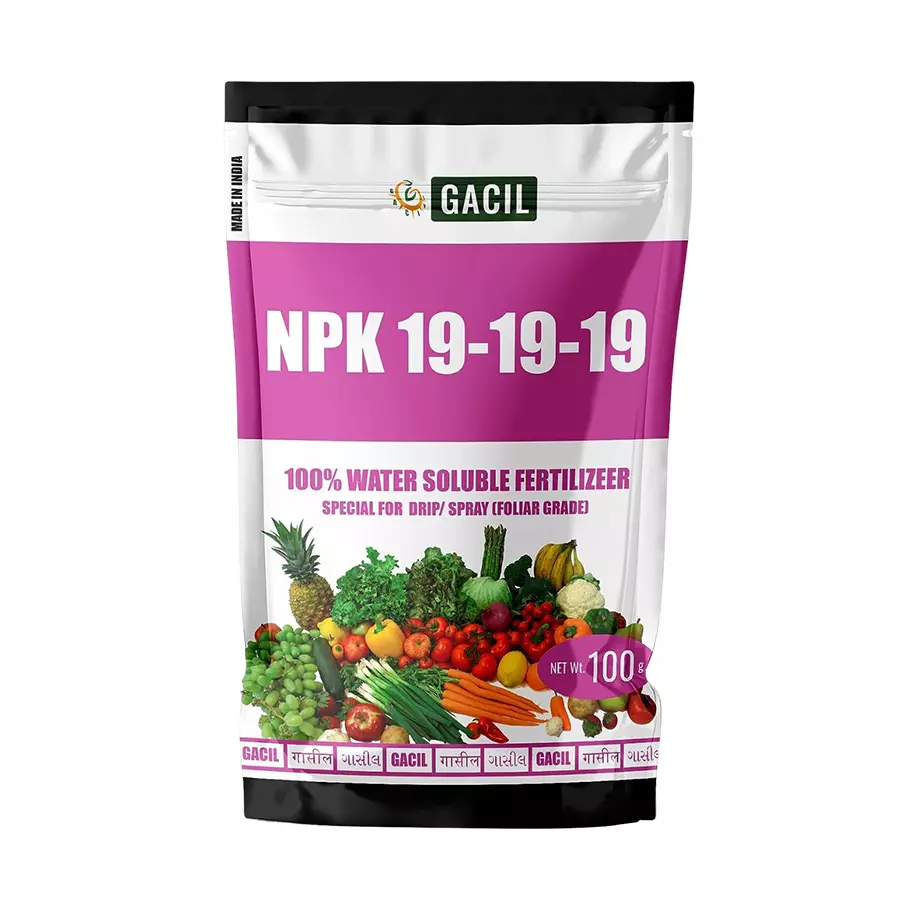 MADE IN INDIA
GACIL
NPK 19-19-19
100% WATER SOLUBLE FERTILIZEER
SPECIAL FOR DRIP/ SPRAY (FOLIAR GRADE)
NET Wt. 100 g
GACIL गासील ગાસીલ GACIL गासील ગાસીલ GACIL गासील ગાસીલ